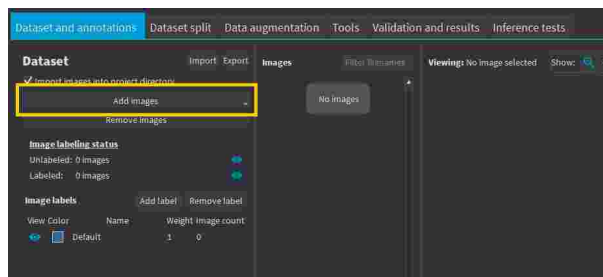 Dataset and annotations Dataset split Data augmentation Tools Validation and results Inference tests
Dataset Import Export
Import images into project directory
Add images
Remove images
Image labeling status
Unlabeled: 0 images
Labeled: 0 images
Image labels Add label Remove label
View Color Name Weight Image count
Default 1 0
Images Filter filenames
No images
Viewing: No image selected Show: